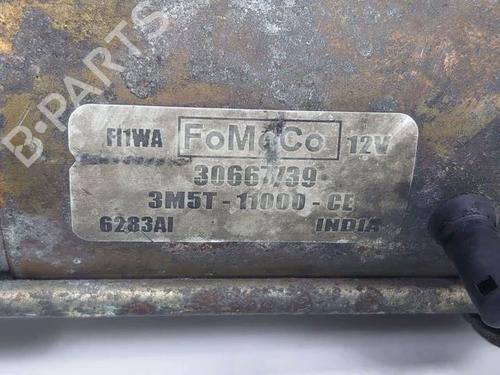 B-PARTS
FI1WA FoMoCo 12V
30667739
3M5T-11000-CE
6283AI INDIA